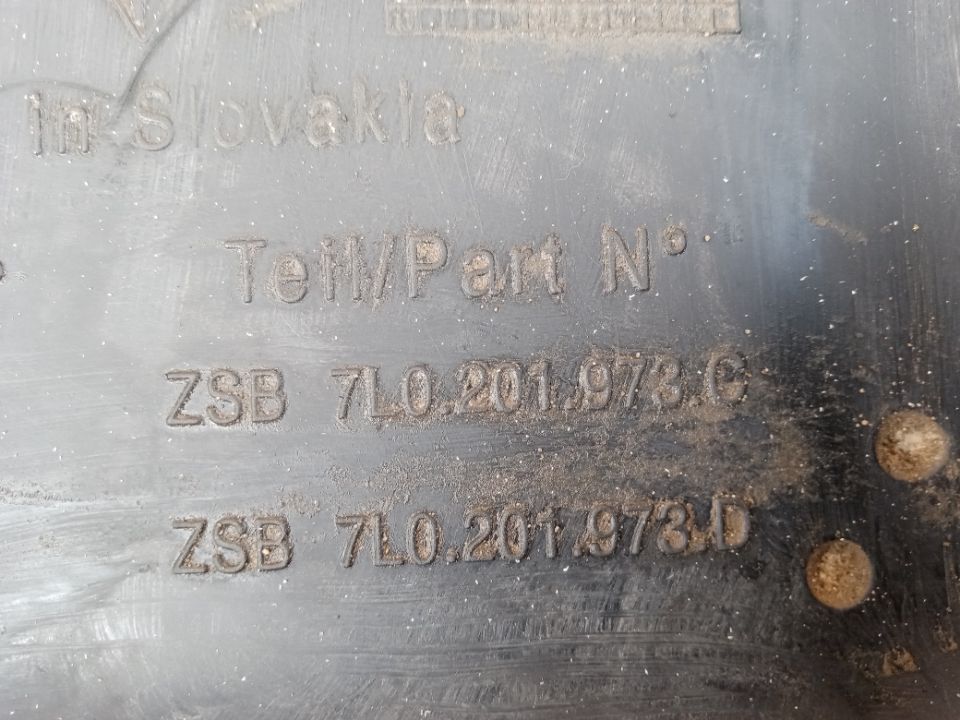 in Slovakia
Teil/Part N°
ZSB 7L0.201.973.C
ZSB 7L0.201.973.D